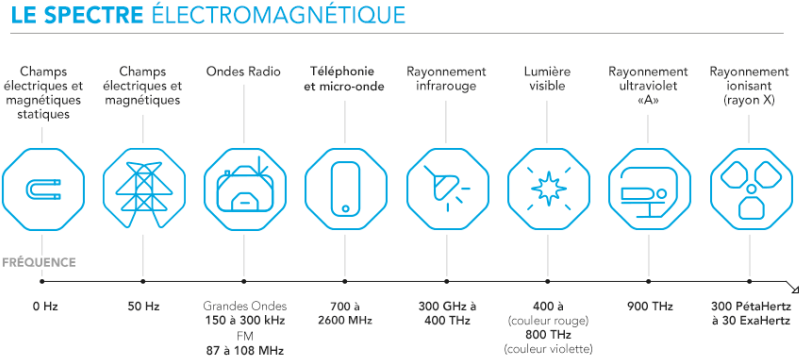 LE SPECTRE ÉLECTROMAGNÉTIQUE
Champs
électriques et
magnétiques
statiques
Champs
électriques et
magnétiques
Ondes Radio
Téléphonie
et micro-onde
Rayonnement
infrarouge
Lumière
visible
Rayonnement
ultraviolet
«A»
Rayonnement
ionisant
(rayon X)
FRÉQUENCE
0 Hz
50 Hz
Grandes Ondes
150 à 300 kHz
FM
87 à 108 MHz
700 à
2600 MHz
300 GHz à
400 THz
400 à
(couleur rouge)
800 THz
(couleur violette)
900 THz
300 PétaHertz
à 30 ExaHertz